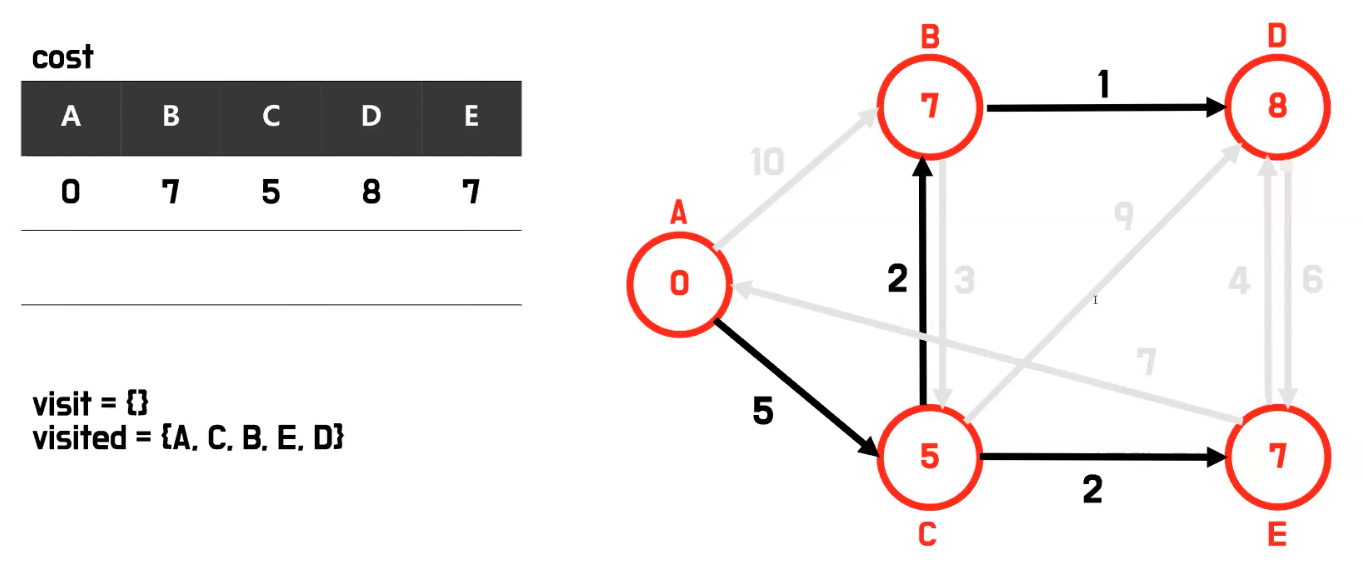 cost
A B C D E
0 7 5 8 7
visit = {}
visited = {A, C, B, E, D}
B D
7 1 8
10
9
A
0
2 3 4 6
7
5
5 7
2
C E